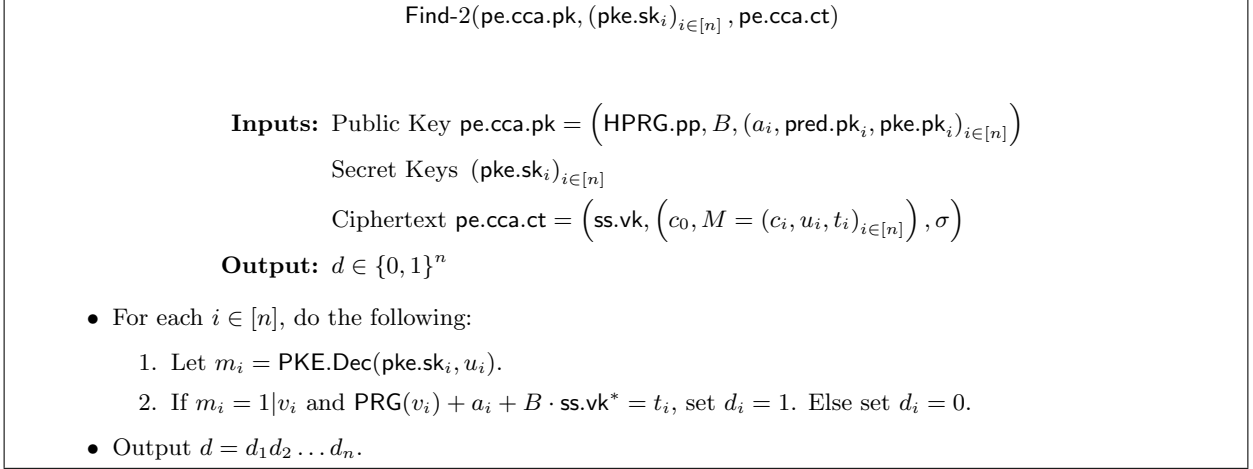 Find-2(pe.cca.pk, (pke.sk_i)_{i∈[n]}, pe.cca.ct)
Inputs: Public Key pe.cca.pk = (HPRG.pp, B, (a_i, pred.pk_i, pke.pk_i)_{i∈[n]})
Secret Keys (pke.sk_i)_{i∈[n]}
Ciphertext pe.cca.ct = (ss.vk, (c_0, M = (c_i, u_i, t_i)_{i∈[n]}), σ)
Output: d ∈ {0, 1}^n
• For each i ∈ [n], do the following:
1. Let m_i = PKE.Dec(pke.sk_i, u_i).
2. If m_i = 1|v_i and PRG(v_i) + a_i + B · ss.vk* = t_i, set d_i = 1. Else set d_i = 0.
• Output d = d_1d_2 … d_n.